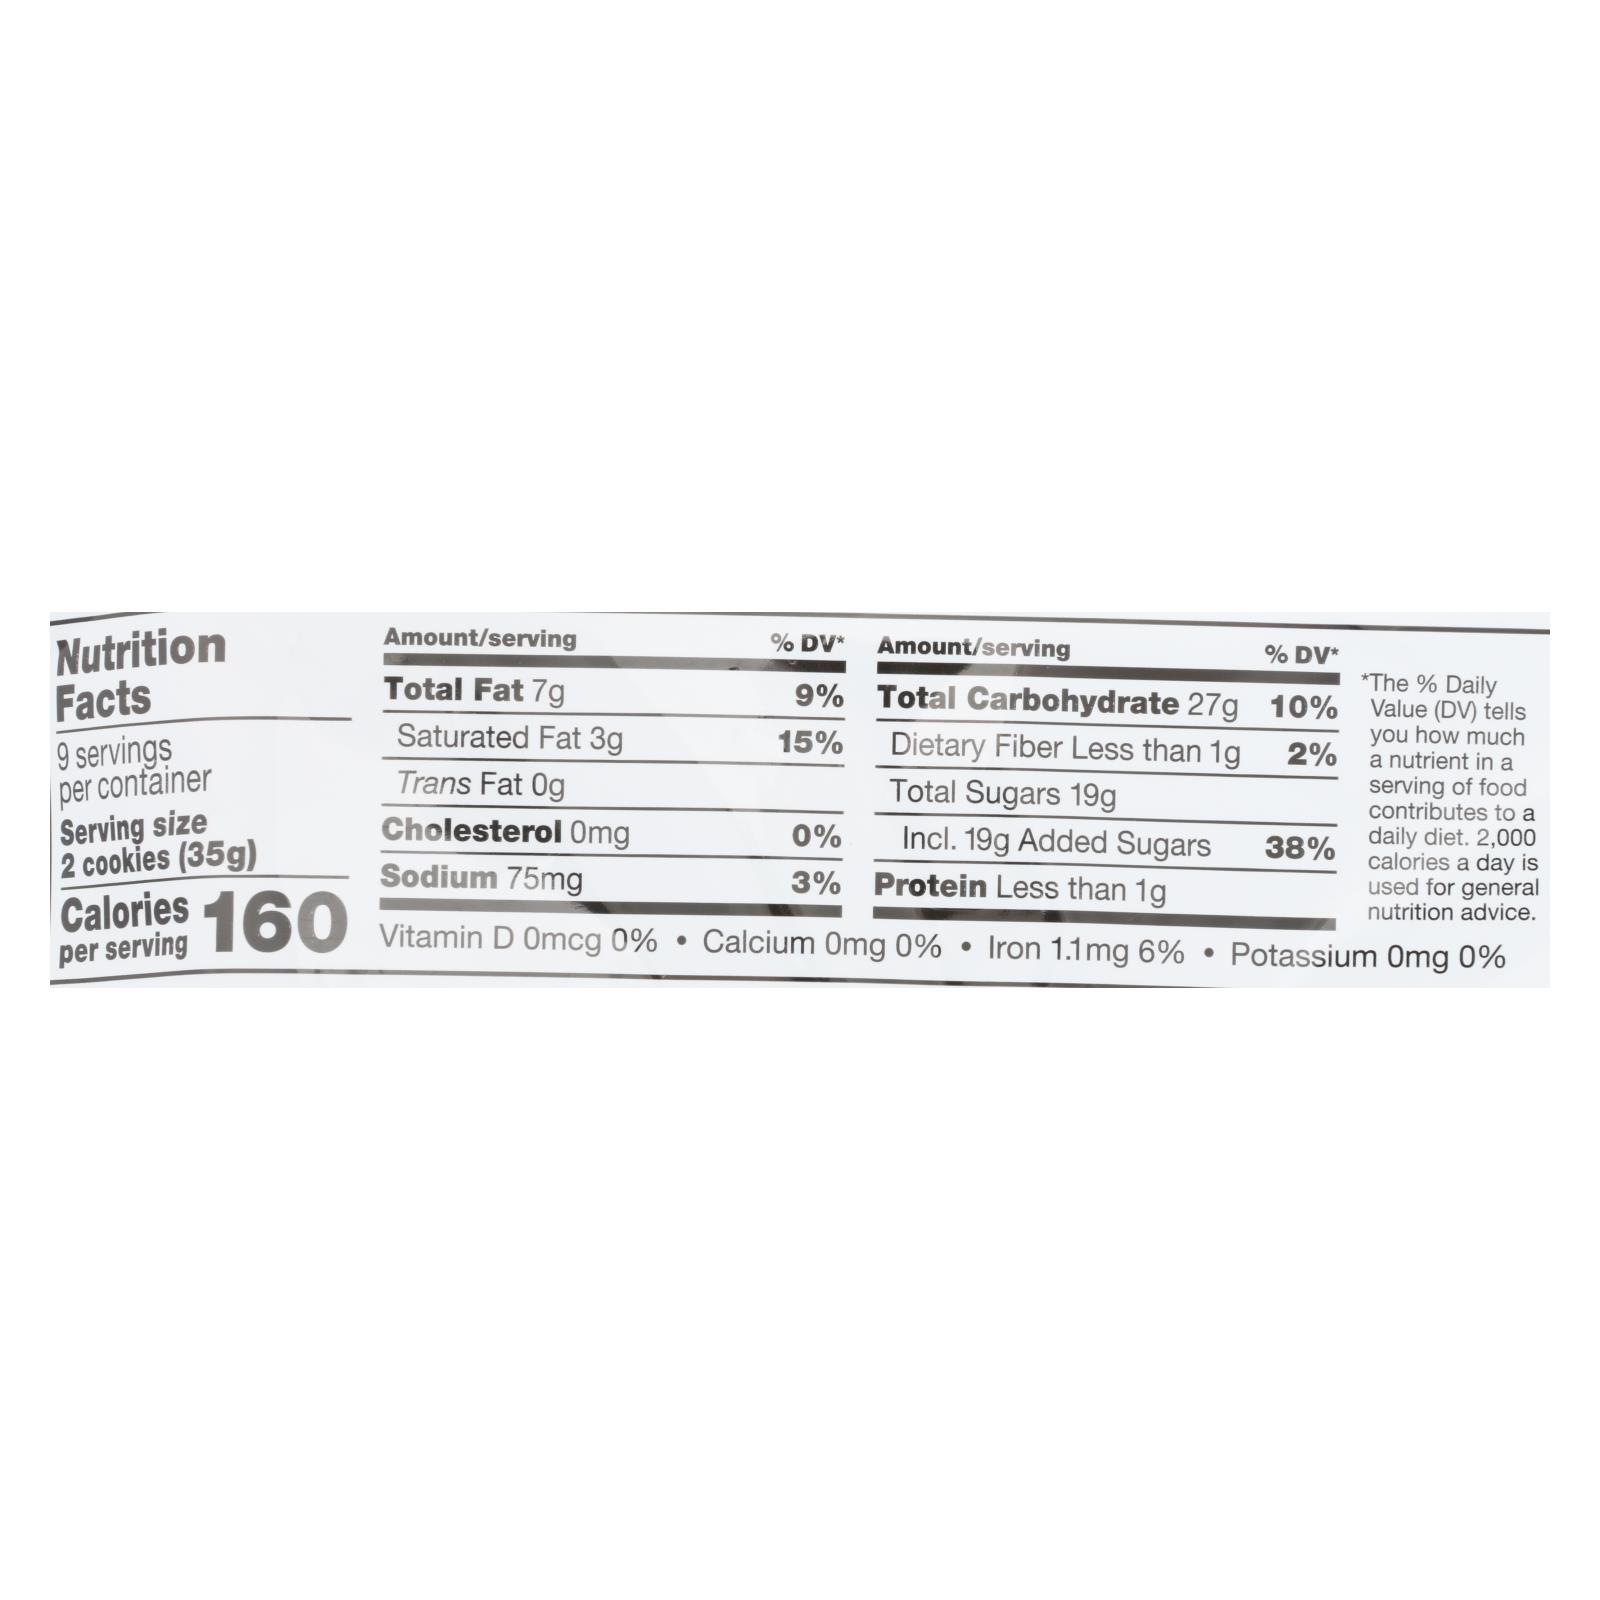 Nutrition
Facts
9 servings
per container
Serving size
2 cookies (35g)
Calories 160
per serving
Amount/serving % DV*
Total Fat 7g 9%
Saturated Fat 3g 15%
Trans Fat 0g
Cholesterol 0mg 0%
Sodium 75mg 3%
Amount/serving % DV*
Total Carbohydrate 27g 10%
Dietary Fiber Less than 1g 2%
Total Sugars 19g
Incl. 19g Added Sugars 38%
Protein Less than 1g
Vitamin D 0mcg 0% • Calcium 0mg 0% • Iron 1.1mg 6% • Potassium 0mg 0%
*The % Daily
Value (DV) tells
you how much
a nutrient in a
serving of food
contributes to a
daily diet. 2,000
calories a day is
used for general
nutrition advice.